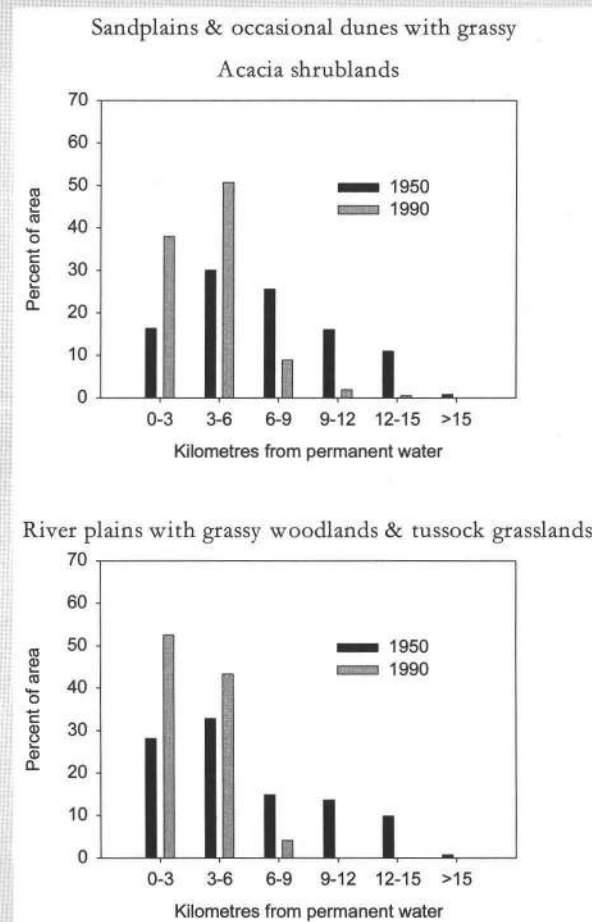 Sandplains & occasional dunes with grassy
Acacia shrublands
70
60
50
40
30
20
10
0
Percent of area
1950
1990
0-3 3-6 6-9 9-12 12-15 >15
Kilometres from permanent water
River plains with grassy woodlands & tussock grasslands
70
60
50
40
30
20
10
0
Percent of area
1950
1990
0-3 3-6 6-9 9-12 12-15 >15
Kilometres from permanent water